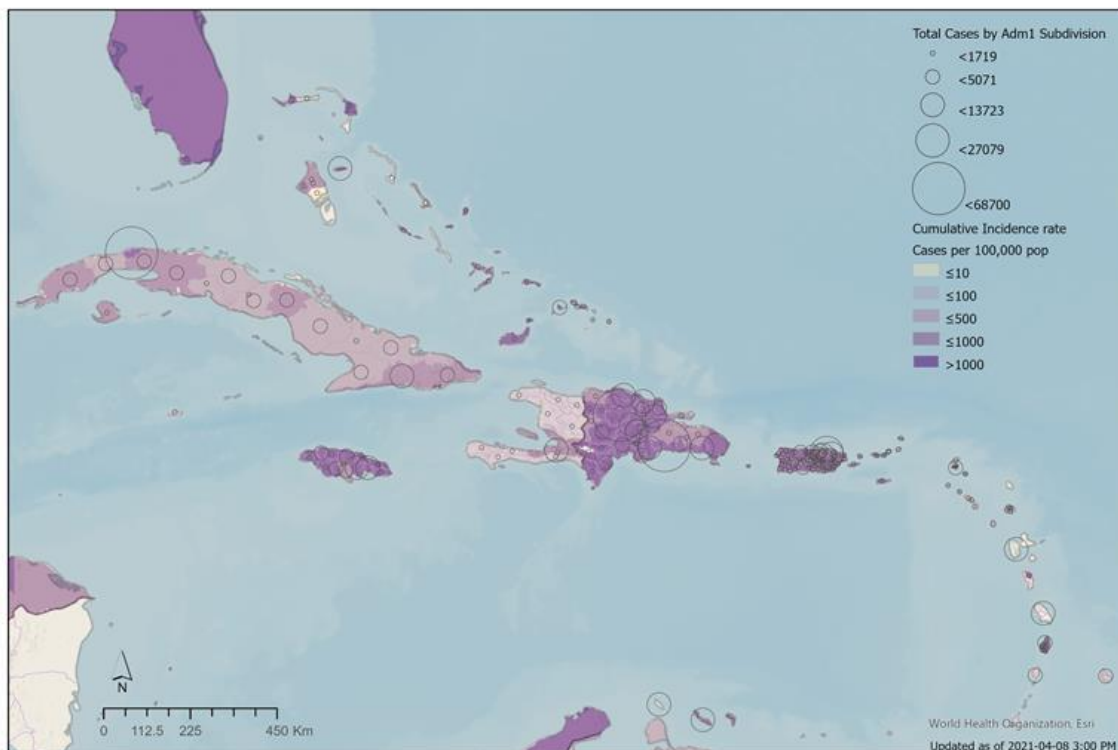 Total Cases by Adm1 Subdivision
<1719
<5071
<13723
<27079
<68700
Cumulative Incidence rate
Cases per 100,000 pop
≤10
≤100
≤500
≤1000
>1000
N
0 112.5 225 450 Km
World Health Organization, Esri
Updated as of 2021-04-08 3:00 PM